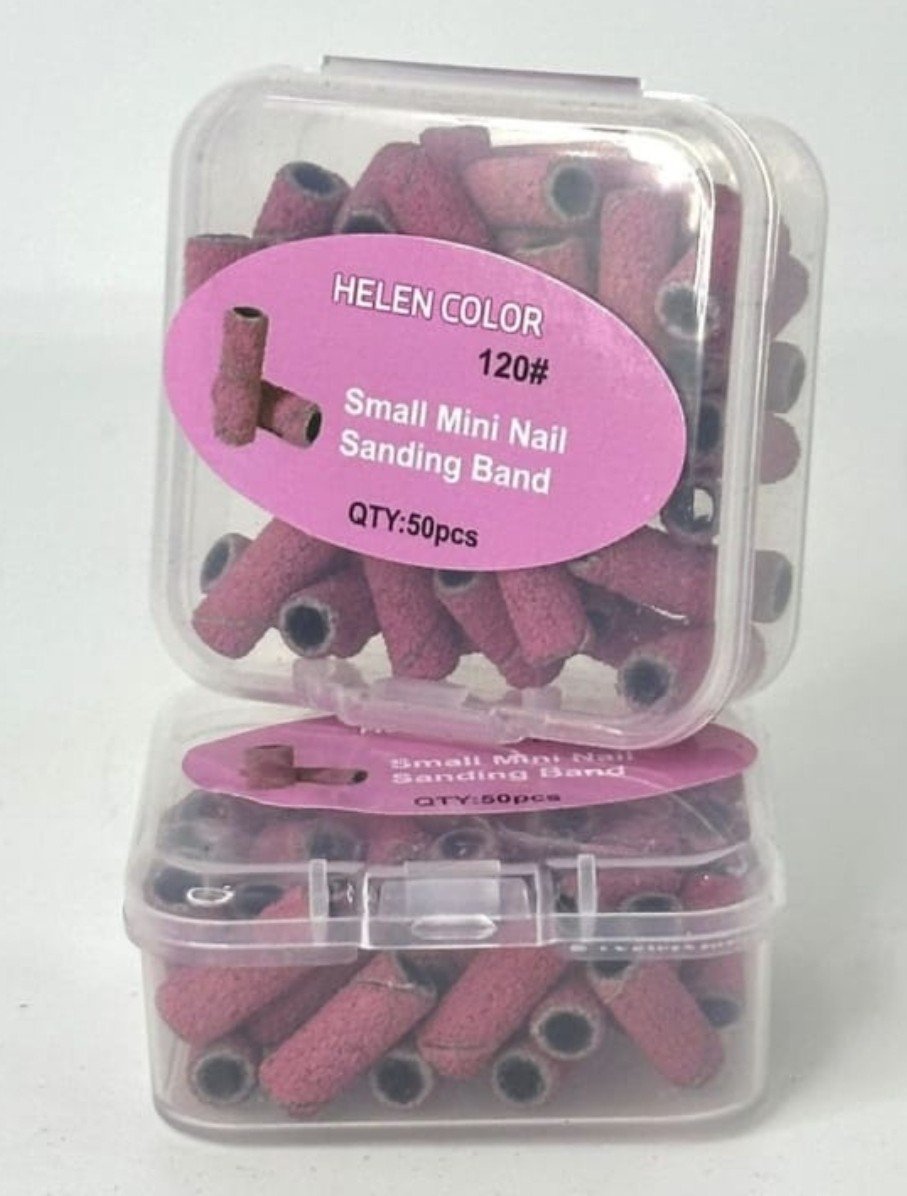 HELEN COLOR
120#
Small Mini Nail
Sanding Band
QTY:50pcs
Small Mini Nail
Sanding Band
QTY:50pcs